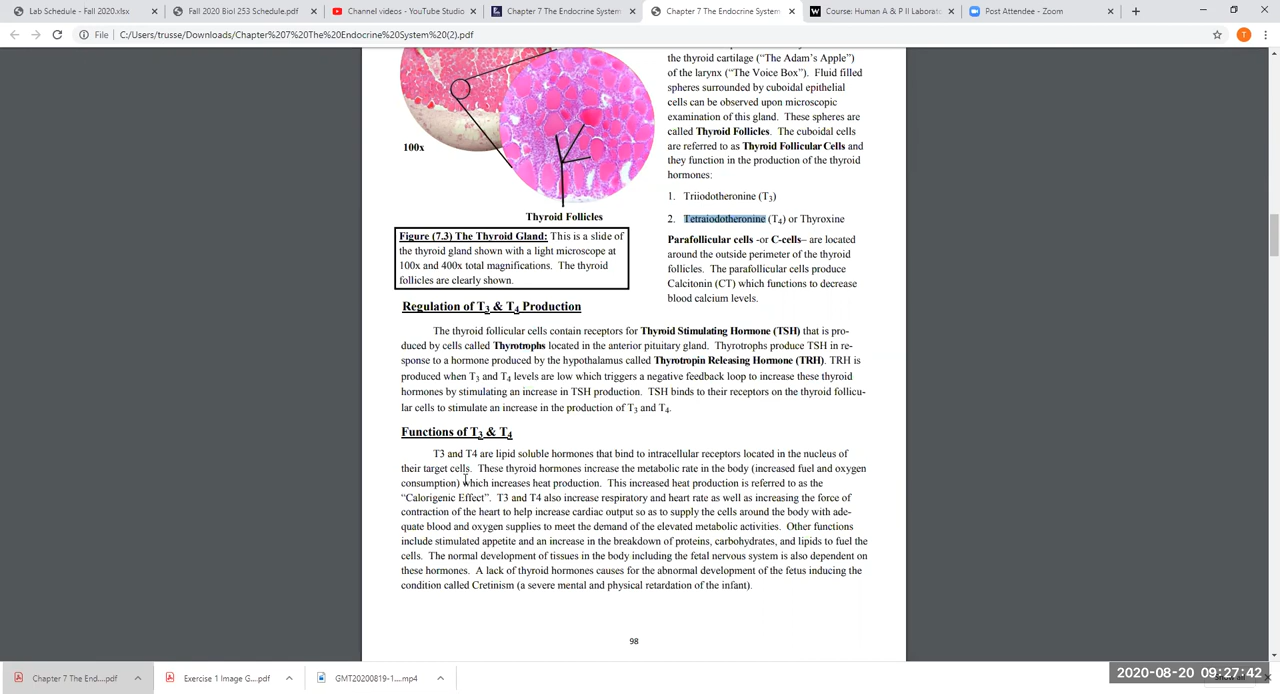 Lab Schedule - Fall 2020.xlsx
Fall 2020 Biol 253 Schedule.pdf
Channel videos - YouTube Studio
Chapter 7 The Endocrine System
Chapter 7 The Endocrine System
Course: Human A & P II Laborat
Post Attendee - Zoom
File
C:/Users/trusse/Downloads/Chapter%207%20The%20Endocrine%20System%20(2).pdf
T
100x
Thyroid Follicles
Figure (7.3) The Thyroid Gland: This is a slide of
the thyroid gland shown with a light microscope at
100x and 400x total magnifications. The thyroid
follicles are clearly shown.
the thyroid cartilage (“The Adam’s Apple”)
of the larynx (“The Voice Box”). Fluid filled
spheres surrounded by cuboidal epithelial
cells can be observed upon microscopic
examination of this gland. These spheres are
called Thyroid Follicles. The cuboidal cells
are referred to as Thyroid Follicular Cells and
they function in the production of the thyroid
hormones:
1. Triiodotheronine (T3)
2. Tetraiodotheronine (T4) or Thyroxine
Parafollicular cells -or C-cells– are located
around the outside perimeter of the thyroid
follicles. The parafollicular cells produce
Calcitonin (CT) which functions to decrease
blood calcium levels.
Regulation of T3 & T4 Production
The thyroid follicular cells contain receptors for Thyroid Stimulating Hormone (TSH) that is pro-
duced by cells called Thyrotrophs located in the anterior pituitary gland. Thyrotrophs produce TSH in re-
sponse to a hormone produced by the hypothalamus called Thyrotropin Releasing Hormone (TRH). TRH is
produced when T3 and T4 levels are low which triggers a negative feedback loop to increase these thyroid
hormones by stimulating an increase in TSH production. TSH binds to their receptors on the thyroid follicu-
lar cells to stimulate an increase in the production of T3 and T4.
Functions of T3 & T4
T3 and T4 are lipid soluble hormones that bind to intracellular receptors located in the nucleus of
their target cells. These thyroid hormones increase the metabolic rate in the body (increased fuel and oxygen
consumption) which increases heat production. This increased heat production is referred to as the
“Calorigenic Effect”. T3 and T4 also increase respiratory and heart rate as well as increasing the force of
contraction of the heart to help increase cardiac output so as to supply the cells around the body with ade-
quate blood and oxygen supplies to meet the demand of the elevated metabolic activities. Other functions
include stimulated appetite and an increase in the breakdown of proteins, carbohydrates, and lipids to fuel the
cells. The normal development of tissues in the body including the fetal nervous system is also dependent on
these hormones. A lack of thyroid hormones causes for the abnormal development of the fetus inducing the
condition called Cretinism (a severe mental and physical retardation of the infant).
98
Chapter 7 The End....pdf
Exercise 1 Image G...pdf
GMT20200819-1....mp4
2020-08-20 09:27:42